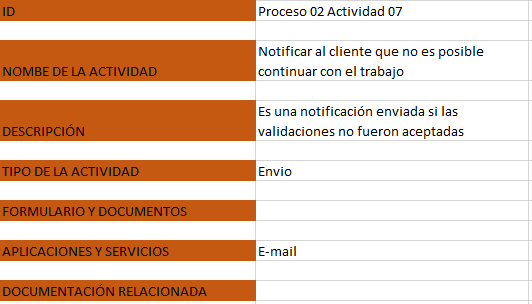 ID
Proceso 02 Actividad 07
NOMBE DE LA ACTIVIDAD
Notificar al cliente que no es posible
continuar con el trabajo
DESCRIPCIÓN
Es una notificación enviada si las
validaciones no fueron aceptadas
TIPO DE LA ACTIVIDAD
Envio
FORMULARIO Y DOCUMENTOS
APLICACIONES Y SERVICIOS
E-mail
DOCUMENTACIÓN RELACIONADA